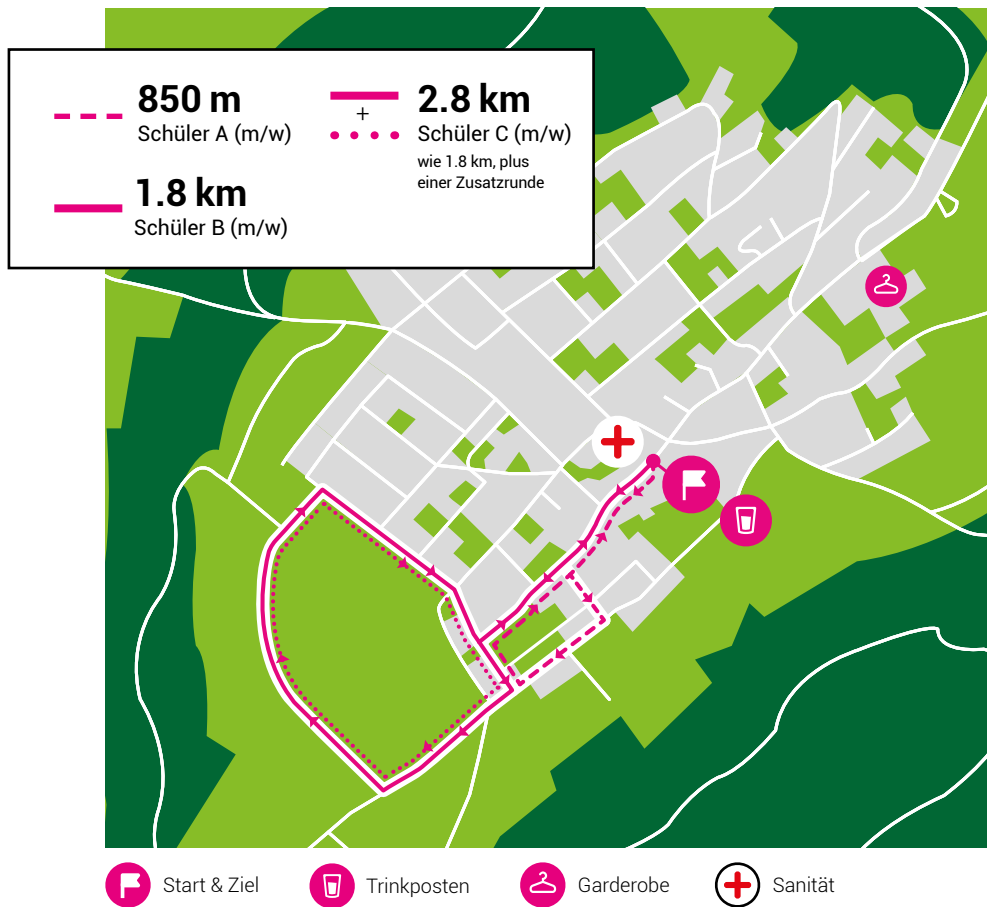 850 m
Schüler A (m/w)
1.8 km
Schüler B (m/w)
+
2.8 km
Schüler C (m/w)
wie 1.8 km, plus
einer Zusatzrunde
Start & Ziel
Trinkposten
Garderobe
Sanität